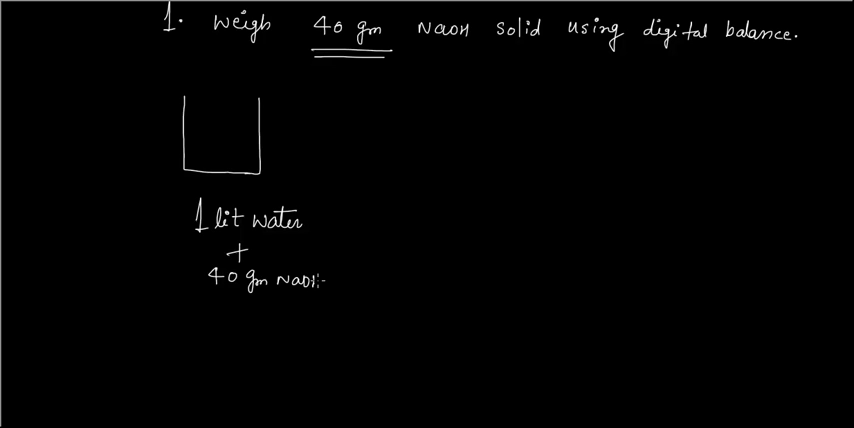 1. Weigh 40 gm NaOH solid using digital balance.
1 lit water
+
40 gm NaOH